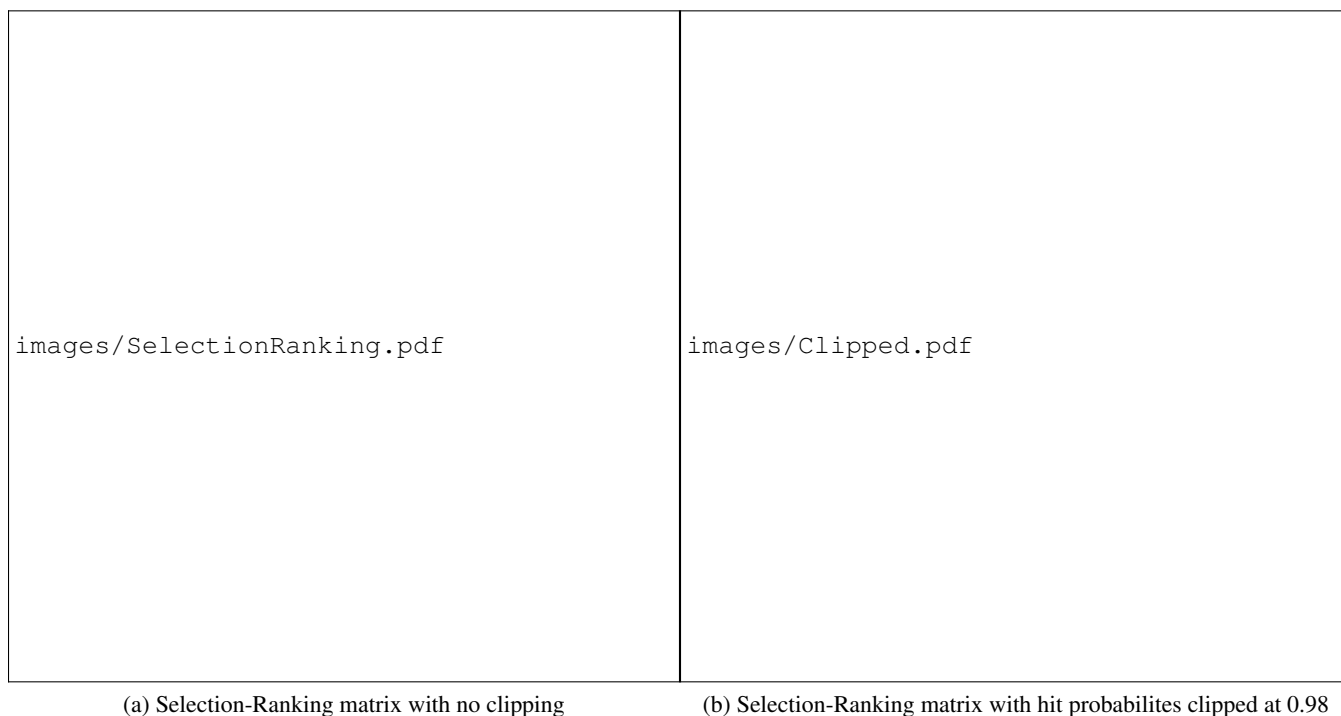 images/SelectionRanking.pdf
images/Clipped.pdf
(a) Selection-Ranking matrix with no clipping
(b) Selection-Ranking matrix with hit probabilites clipped at 0.98